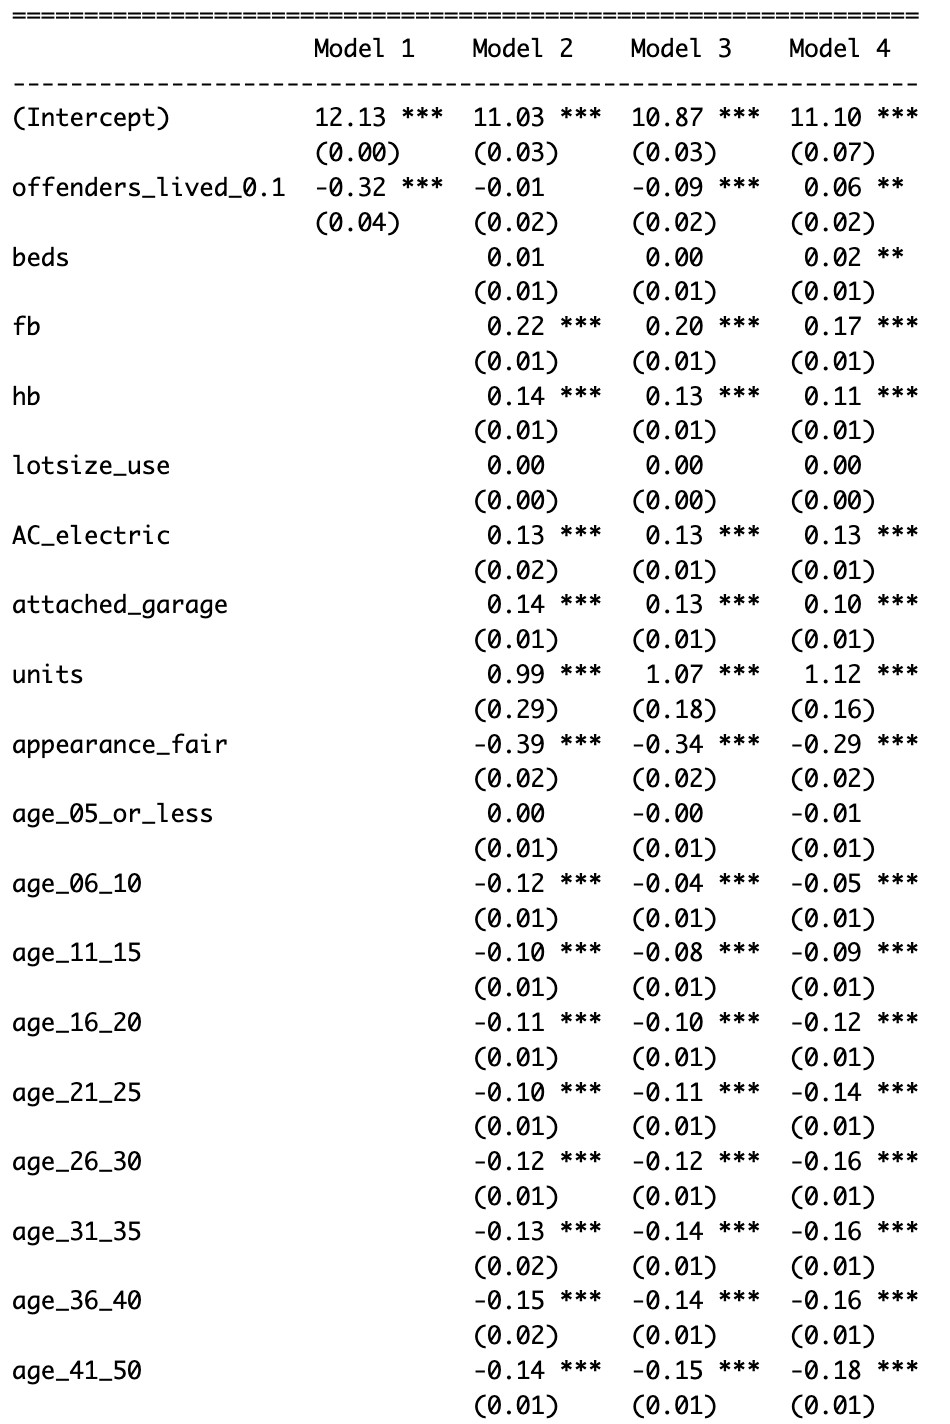 ===============================================================
                     Model 1     Model 2     Model 3     Model 4
---------------------------------------------------------------
(Intercept)          12.13 ***  11.03 ***  10.87 ***  11.10 ***
                     (0.00)     (0.03)     (0.03)     (0.07)
offenders_lived_0.1  -0.32 ***  -0.01      -0.09 ***   0.06 **
                     (0.04)     (0.02)     (0.02)     (0.02)
beds                             0.01       0.00       0.02 **
                                (0.01)     (0.01)     (0.01)
fb                               0.22 ***   0.20 ***   0.17 ***
                                (0.01)     (0.01)     (0.01)
hb                               0.14 ***   0.13 ***   0.11 ***
                                (0.01)     (0.01)     (0.01)
lotsize_use                      0.00       0.00       0.00
                                (0.00)     (0.00)     (0.00)
AC_electric                      0.13 ***   0.13 ***   0.13 ***
                                (0.02)     (0.01)     (0.01)
attached_garage                  0.14 ***   0.13 ***   0.10 ***
                                (0.01)     (0.01)     (0.01)
units                            0.99 ***   1.07 ***   1.12 ***
                                (0.29)     (0.18)     (0.16)
appearance_fair                 -0.39 ***  -0.34 ***  -0.29 ***
                                (0.02)     (0.02)     (0.02)
age_05_or_less                   0.00      -0.00      -0.01
                                (0.01)     (0.01)     (0.01)
age_06_10                       -0.12 ***  -0.04 ***  -0.05 ***
                                (0.01)     (0.01)     (0.01)
age_11_15                       -0.10 ***  -0.08 ***  -0.09 ***
                                (0.01)     (0.01)     (0.01)
age_16_20                       -0.11 ***  -0.10 ***  -0.12 ***
                                (0.01)     (0.01)     (0.01)
age_21_25                       -0.10 ***  -0.11 ***  -0.14 ***
                                (0.01)     (0.01)     (0.01)
age_26_30                       -0.12 ***  -0.12 ***  -0.16 ***
                                (0.01)     (0.01)     (0.01)
age_31_35                       -0.13 ***  -0.14 ***  -0.16 ***
                                (0.02)     (0.01)     (0.01)
age_36_40                       -0.15 ***  -0.14 ***  -0.16 ***
                                (0.02)     (0.01)     (0.01)
age_41_50                       -0.14 ***  -0.15 ***  -0.18 ***
                                (0.01)     (0.01)     (0.01)